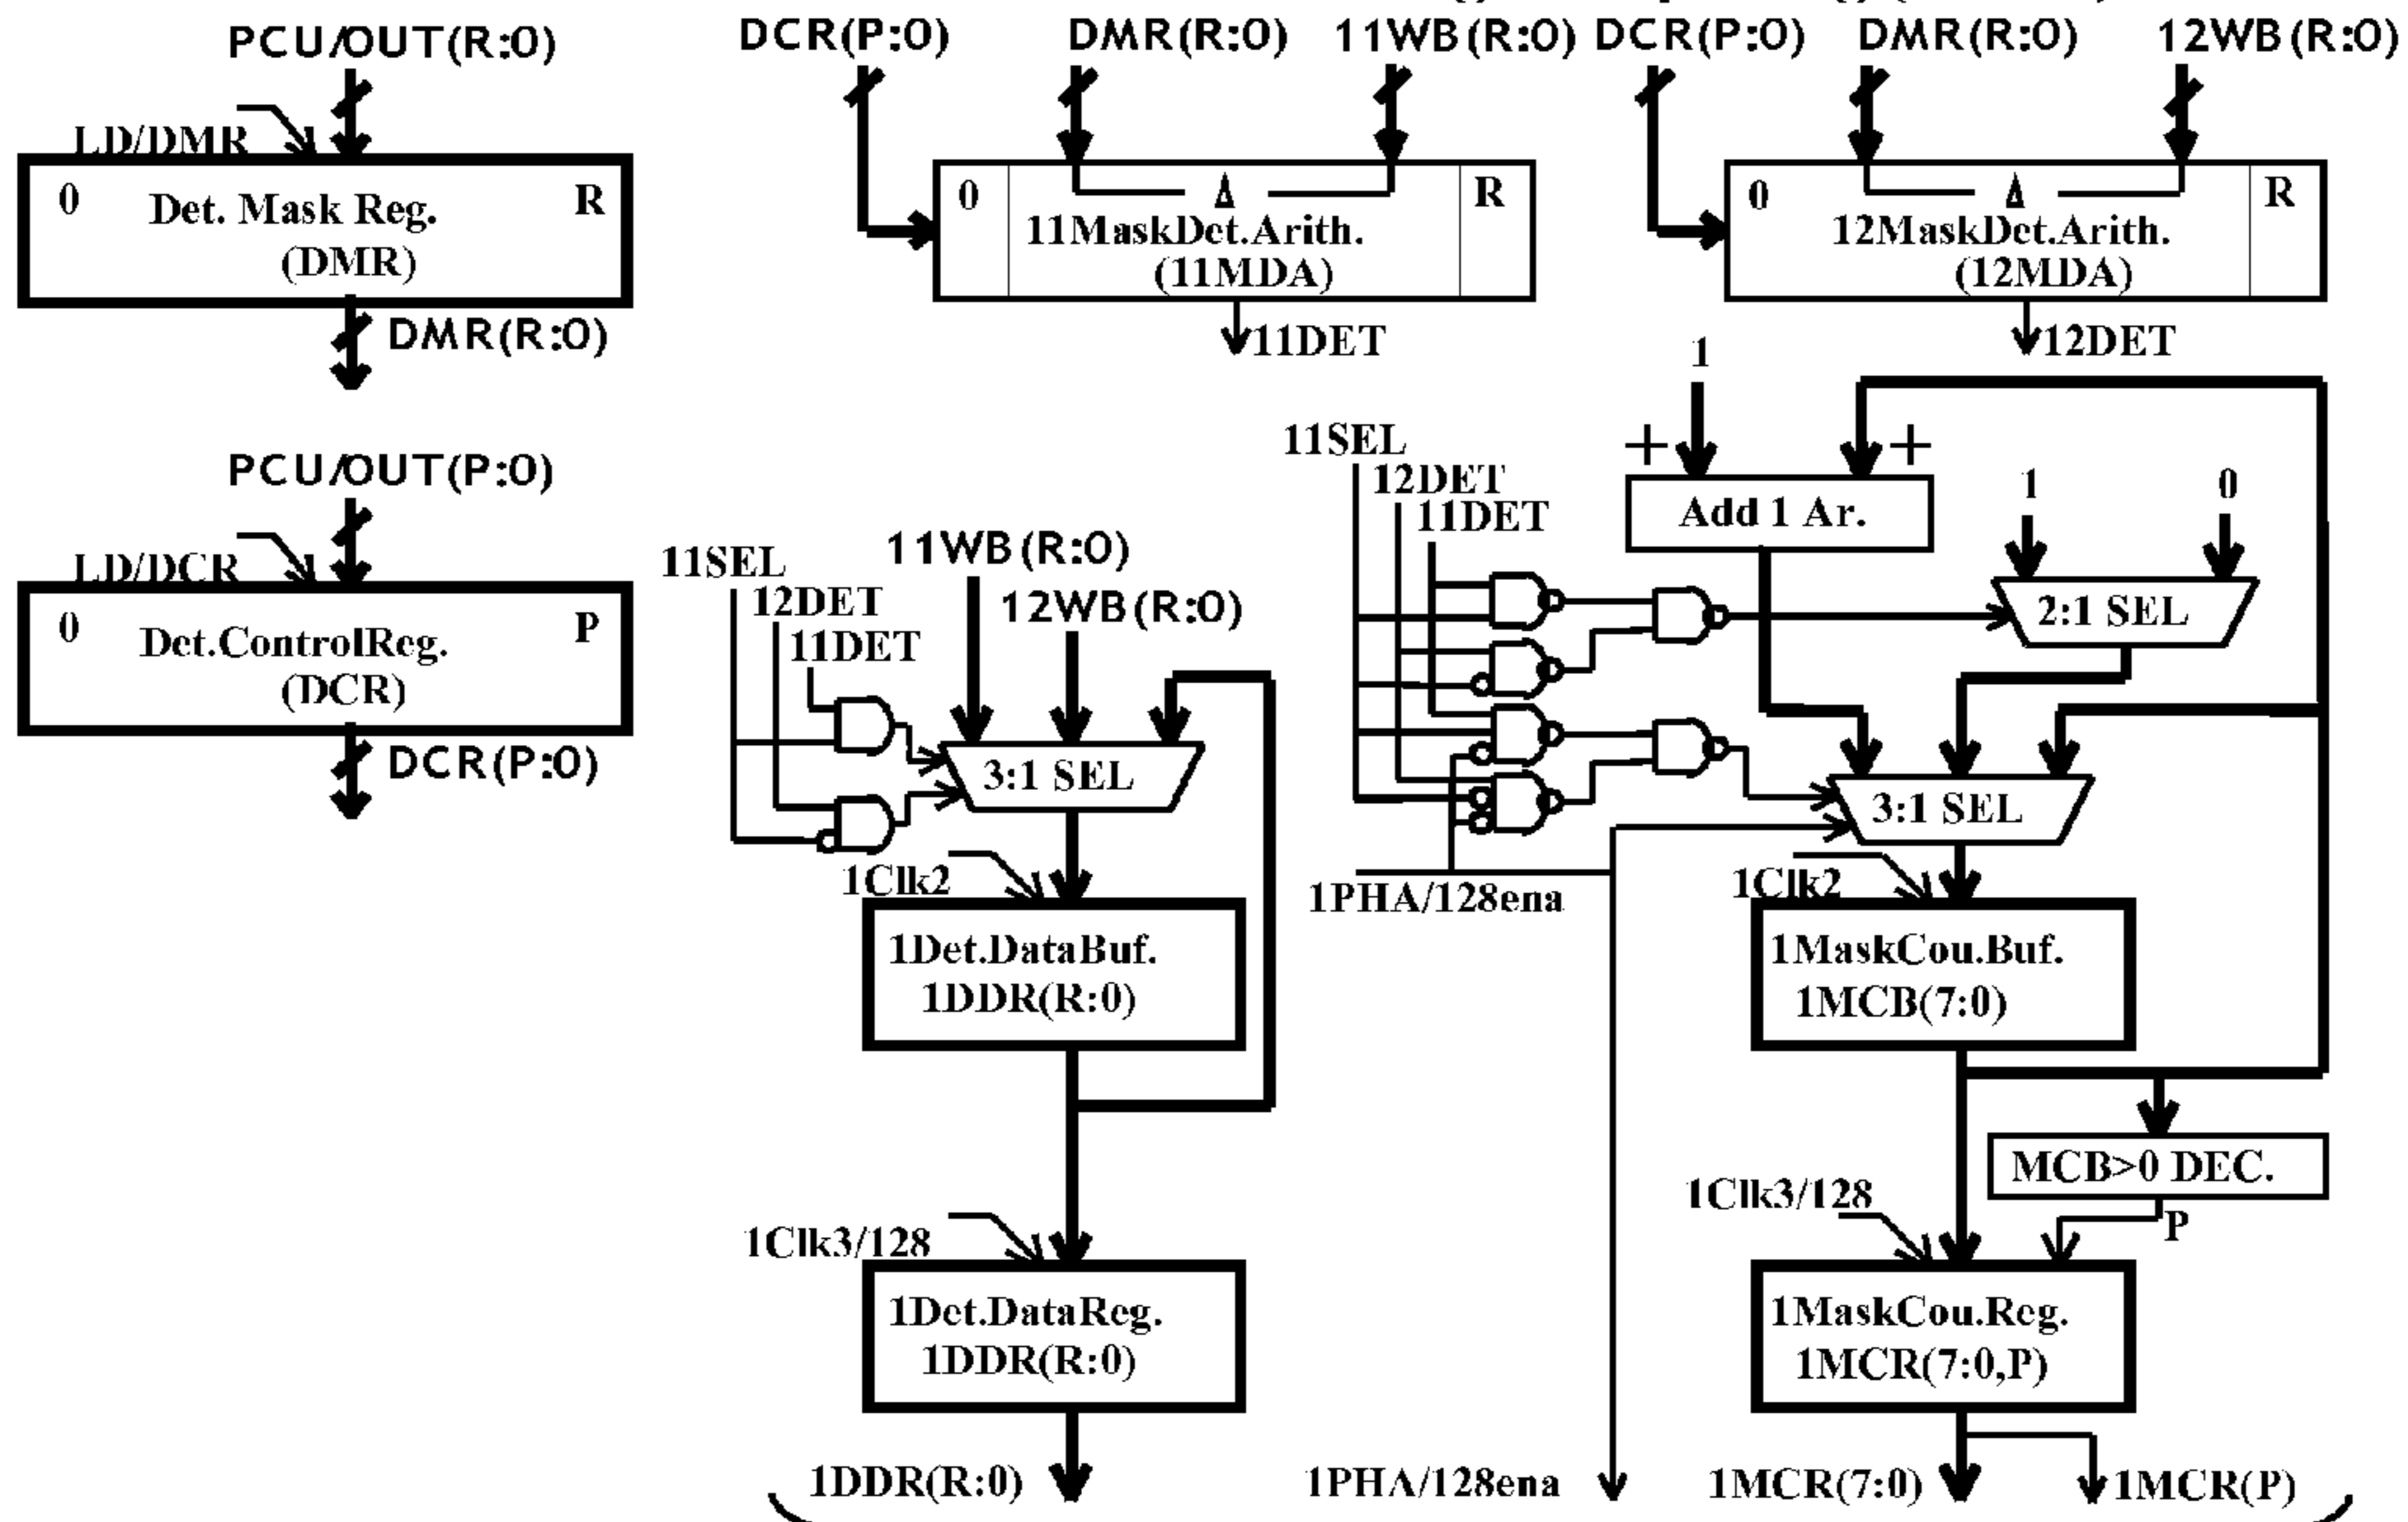 PCU/OUT(R:0)
LD/DMR
0
Det. Mask Reg.
R
(DMR)
DMR(R:0)
PCU/OUT(P:0)
LD/DCR
0
Det.ControlReg.
P
(DCR)
DCR(P:0)
DCR(P:0)
DMR(R:0)
11WB(R:0)
0
Δ
R
11MaskDet.Arith.
(11MDA)
11DET
DCR(P:0)
DMR(R:0)
12WB(R:0)
0
Δ
R
12MaskDet.Arith.
(12MDA)
12DET
11SEL
12DET
11DET
11WB(R:0)
12WB(R:0)
3:1 SEL
1Clk2
1Det.DataBuf.
1DDR(R:0)
1Clk3/128
1Det.DataReg.
1DDR(R:0)
1DDR(R:0)
11SEL
12DET
11DET
1
+
+
Add 1 Ar.
1
0
2:1 SEL
3:1 SEL
1PHA/128ena
1Clk2
1MaskCou.Buf.
1MCB(7:0)
MCB>0 DEC.
P
1Clk3/128
1MaskCou.Reg.
1MCR(7:0,P)
1PHA/128ena
1MCR(7:0)
1MCR(P)